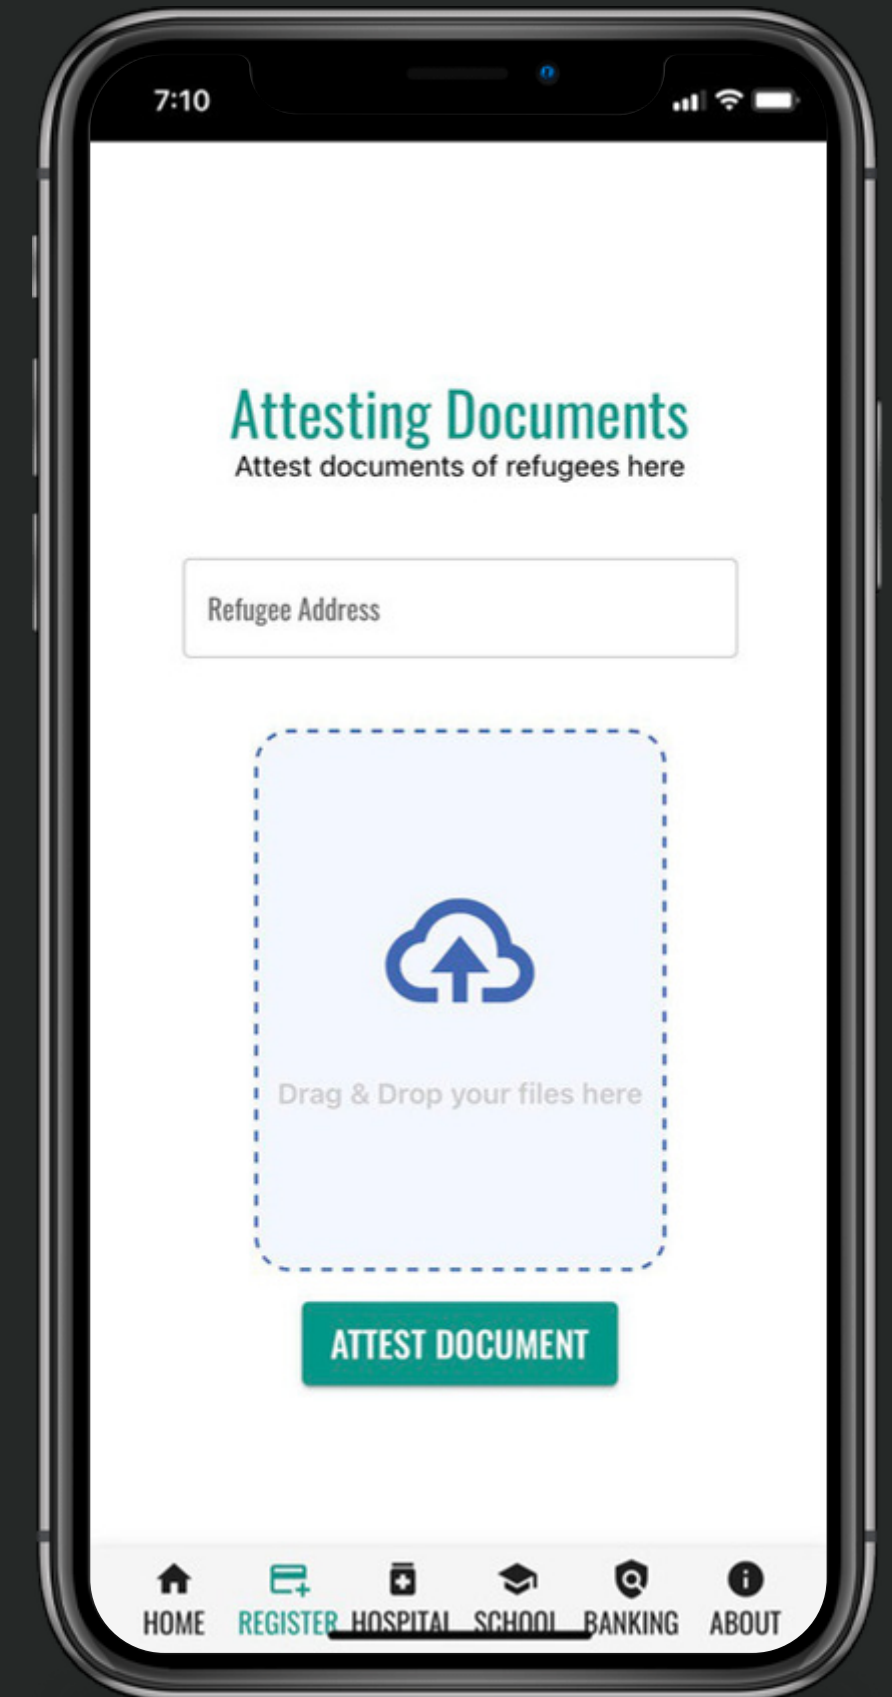 7:10
Attesting Documents
Attest documents of refugees here
Refugee Address
Drag & Drop your files here
ATTEST DOCUMENT
HOME REGISTER HOSPITAL SCHOOL BANKING ABOUT